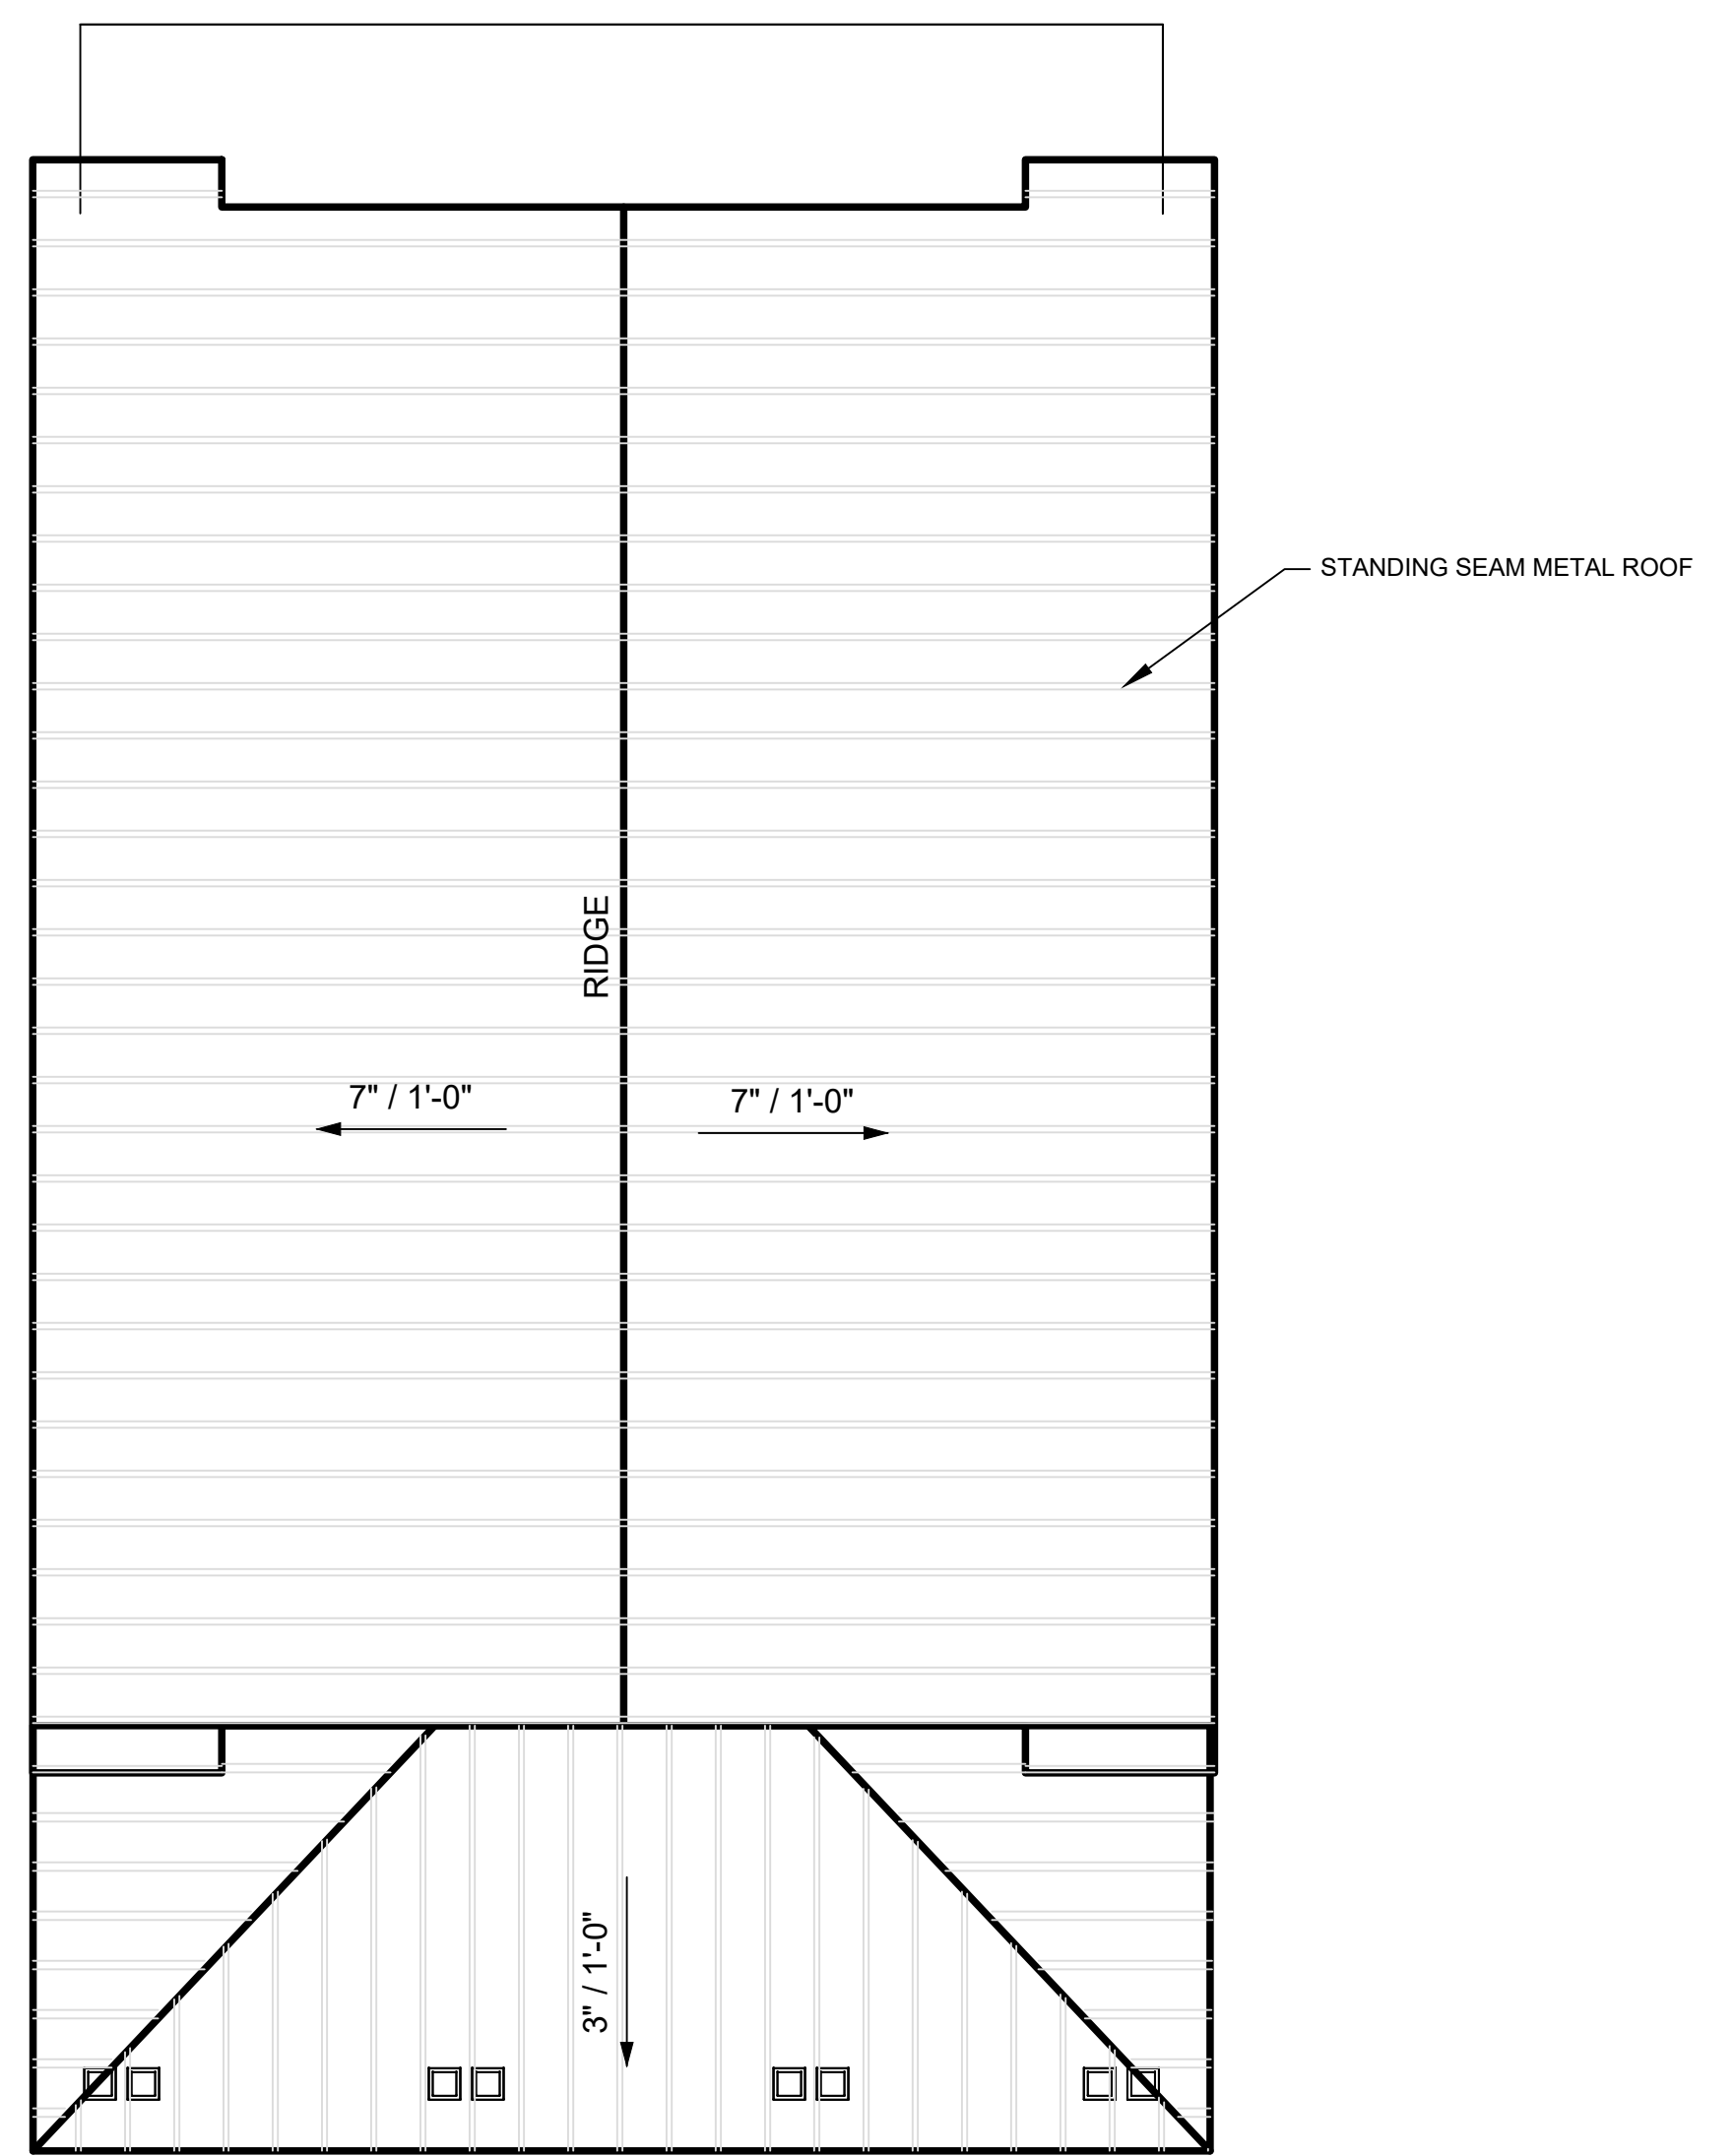 STANDING SEAM METAL ROOF
RIDGE
7" / 1'-0"
7" / 1'-0"
3" / 1'-0"